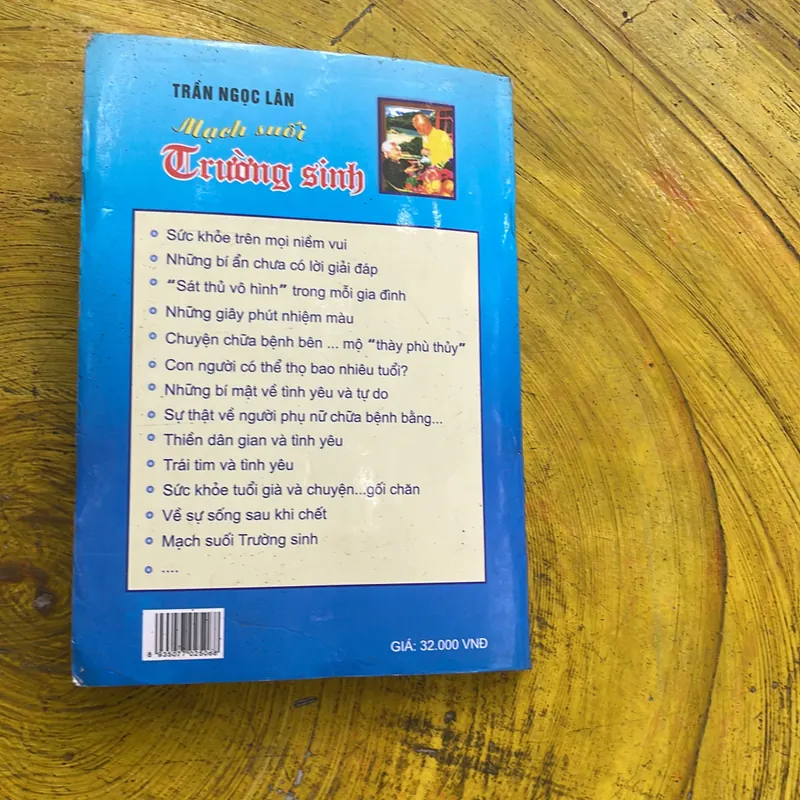 TRẦN NGỌC LÂN
Mạch suối
Trường sinh
Sức khỏe trên mọi niềm vui
Những bí ẩn chưa có lời giải đáp
“Sát thủ vô hình” trong mỗi gia đình
Những giây phút nhiệm màu
Chuyện chữa bệnh bên ... mộ “thày phù thủy”
Con người có thể thọ bao nhiêu tuổi?
Những bí mật về tình yêu và tự do
Sự thật về người phụ nữ chữa bệnh bằng...
Thiền dân gian và tình yêu
Trái tim và tình yêu
Sức khỏe tuổi già và chuyện...gối chăn
Về sự sống sau khi chết
Mạch suối Trường sinh
....
8 935077 025068
GIÁ: 32.000 VNĐ